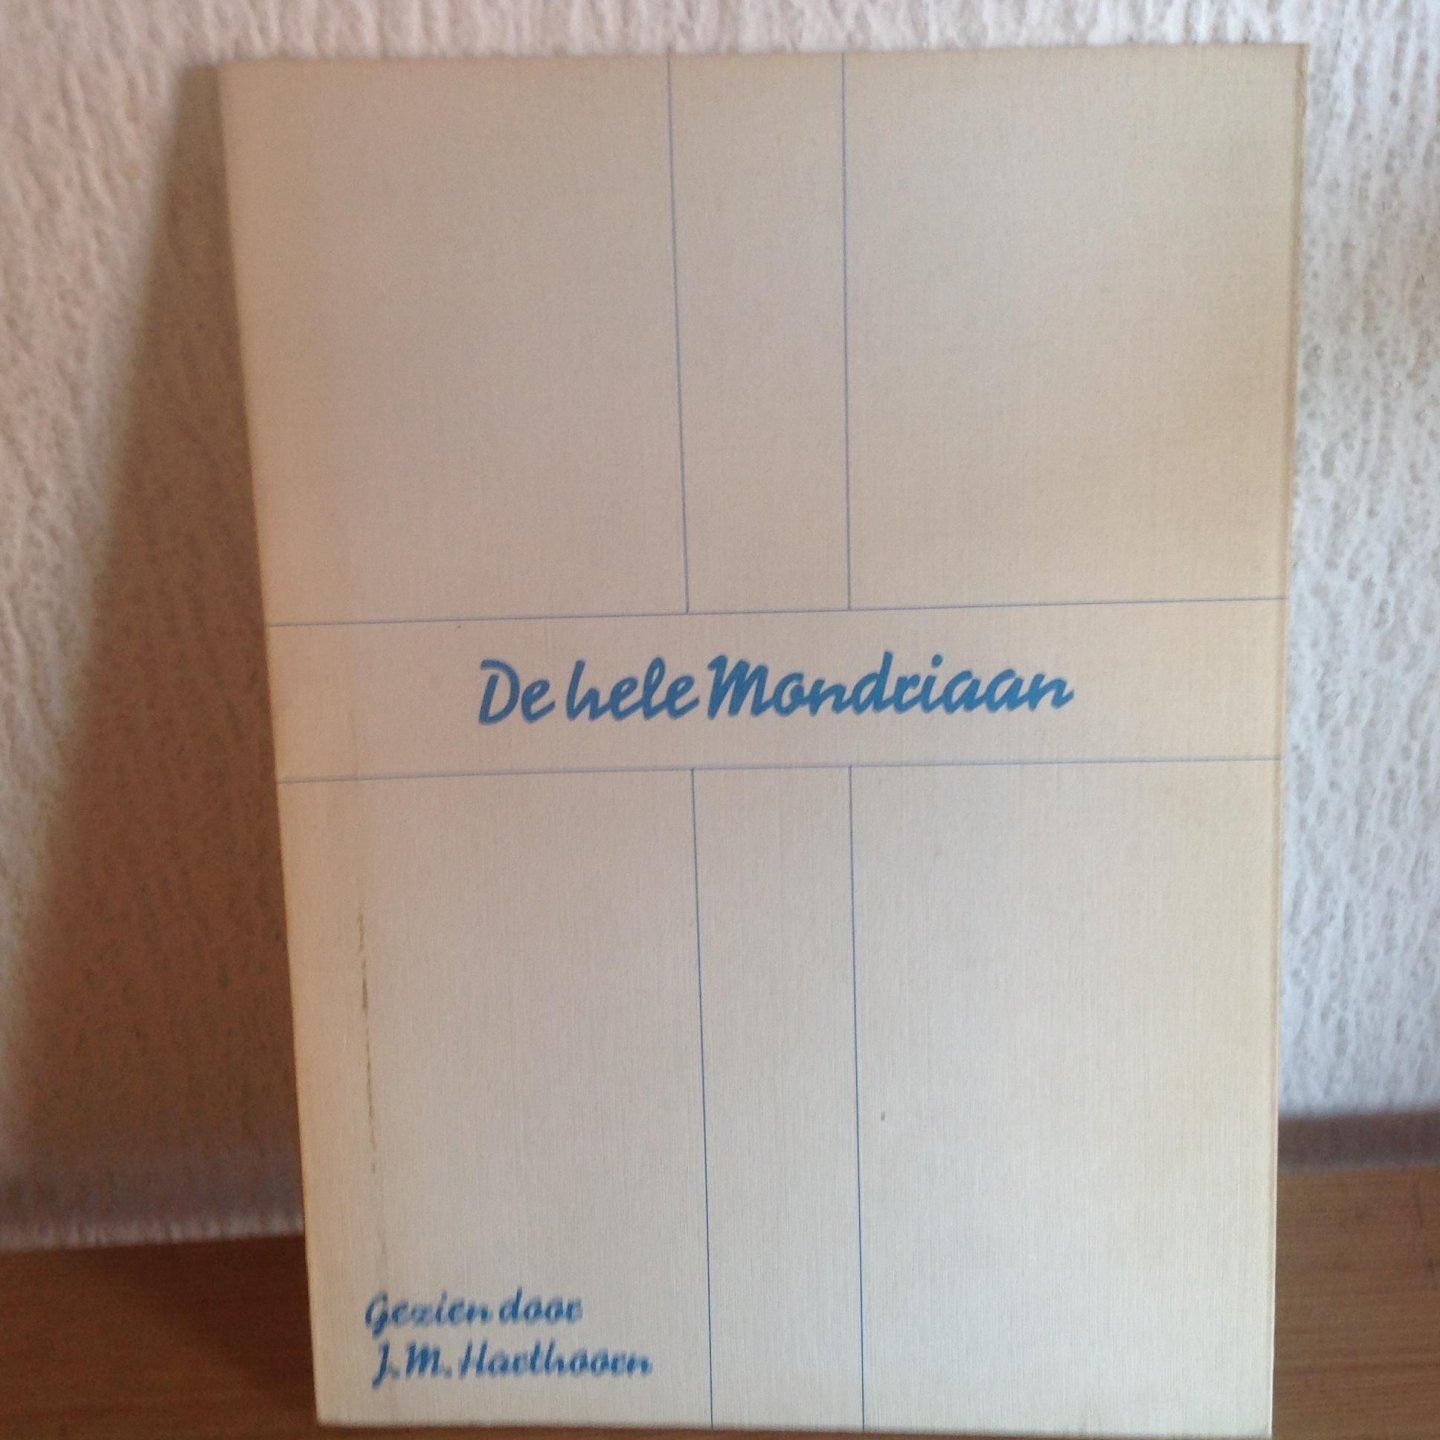 De hele Mondriaan
Gezien door
J.M. Harthoorn